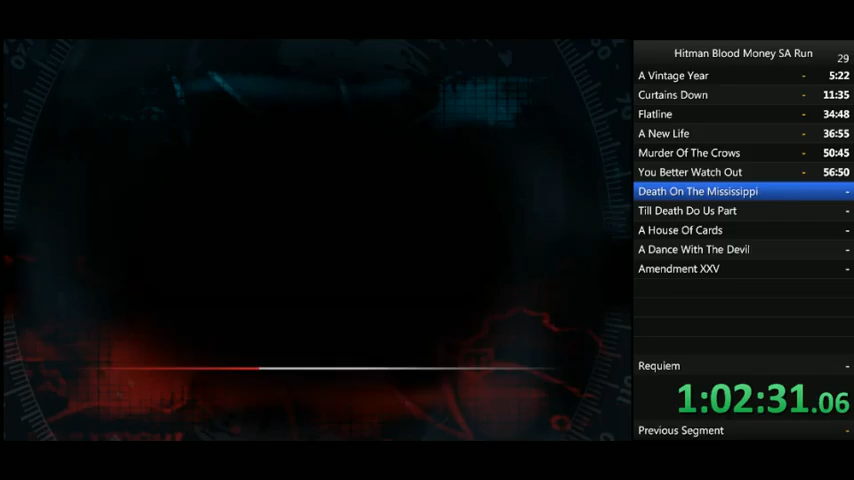 Hitman Blood Money SA Run
29
A Vintage Year - 5:22
Curtains Down - 11:35
Flatline - 34:48
A New Life - 36:55
Murder Of The Crows - 50:45
You Better Watch Out - 56:50
Death On The Mississippi -
Till Death Do Us Part -
A House Of Cards -
A Dance With The Devil -
Amendment XXV -
Requiem -
1:02:31.06
Previous Segment -